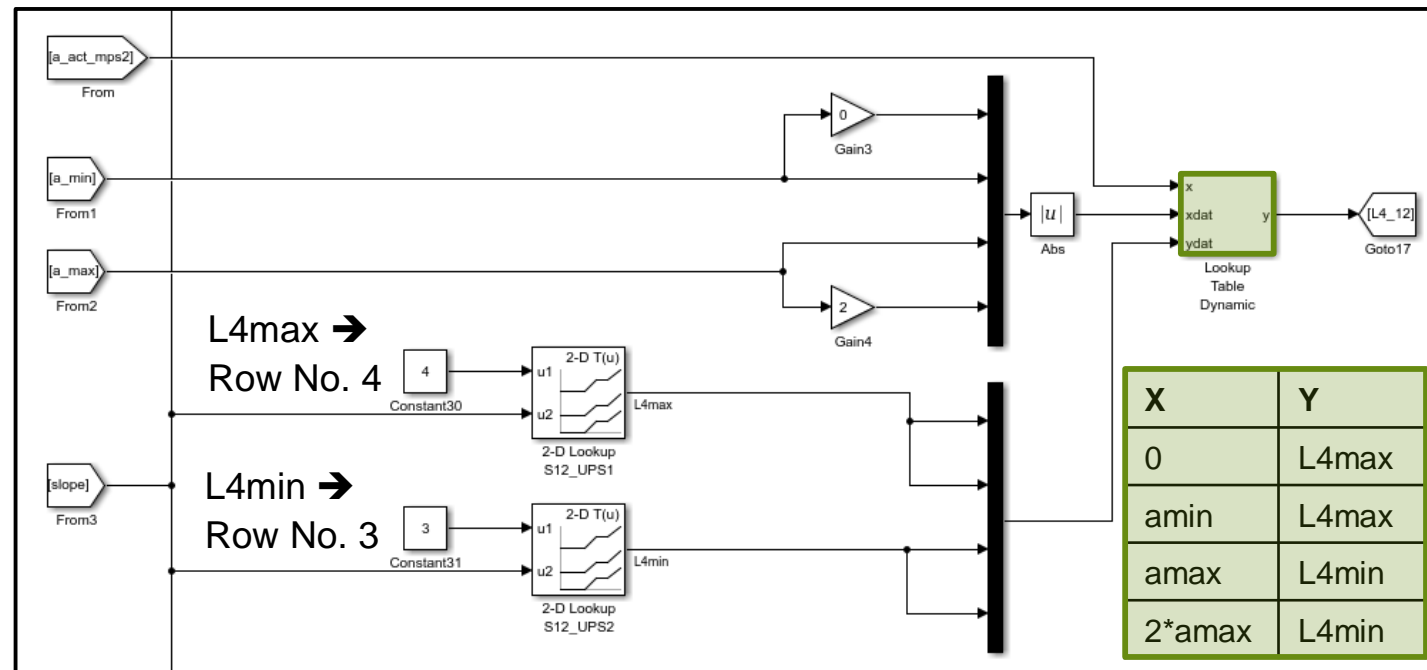 [a_act_mps2]
From
[a_min]
From1
[a_max]
From2
[slope]
From3
0
Gain3
2
Gain4
|u|
Abs
x
xdat
ydat
y
Lookup
Table
Dynamic
[L4_12]
Goto17
L4max ➔
Row No. 4
4
Constant30
2-D T(u)
u1
u2
L4max
2-D Lookup
S12_UPS1
L4min ➔
Row No. 3
3
Constant31
2-D T(u)
u1
u2
L4min
2-D Lookup
S12_UPS2
X Y
0 L4max
amin L4max
amax L4min
2*amax L4min